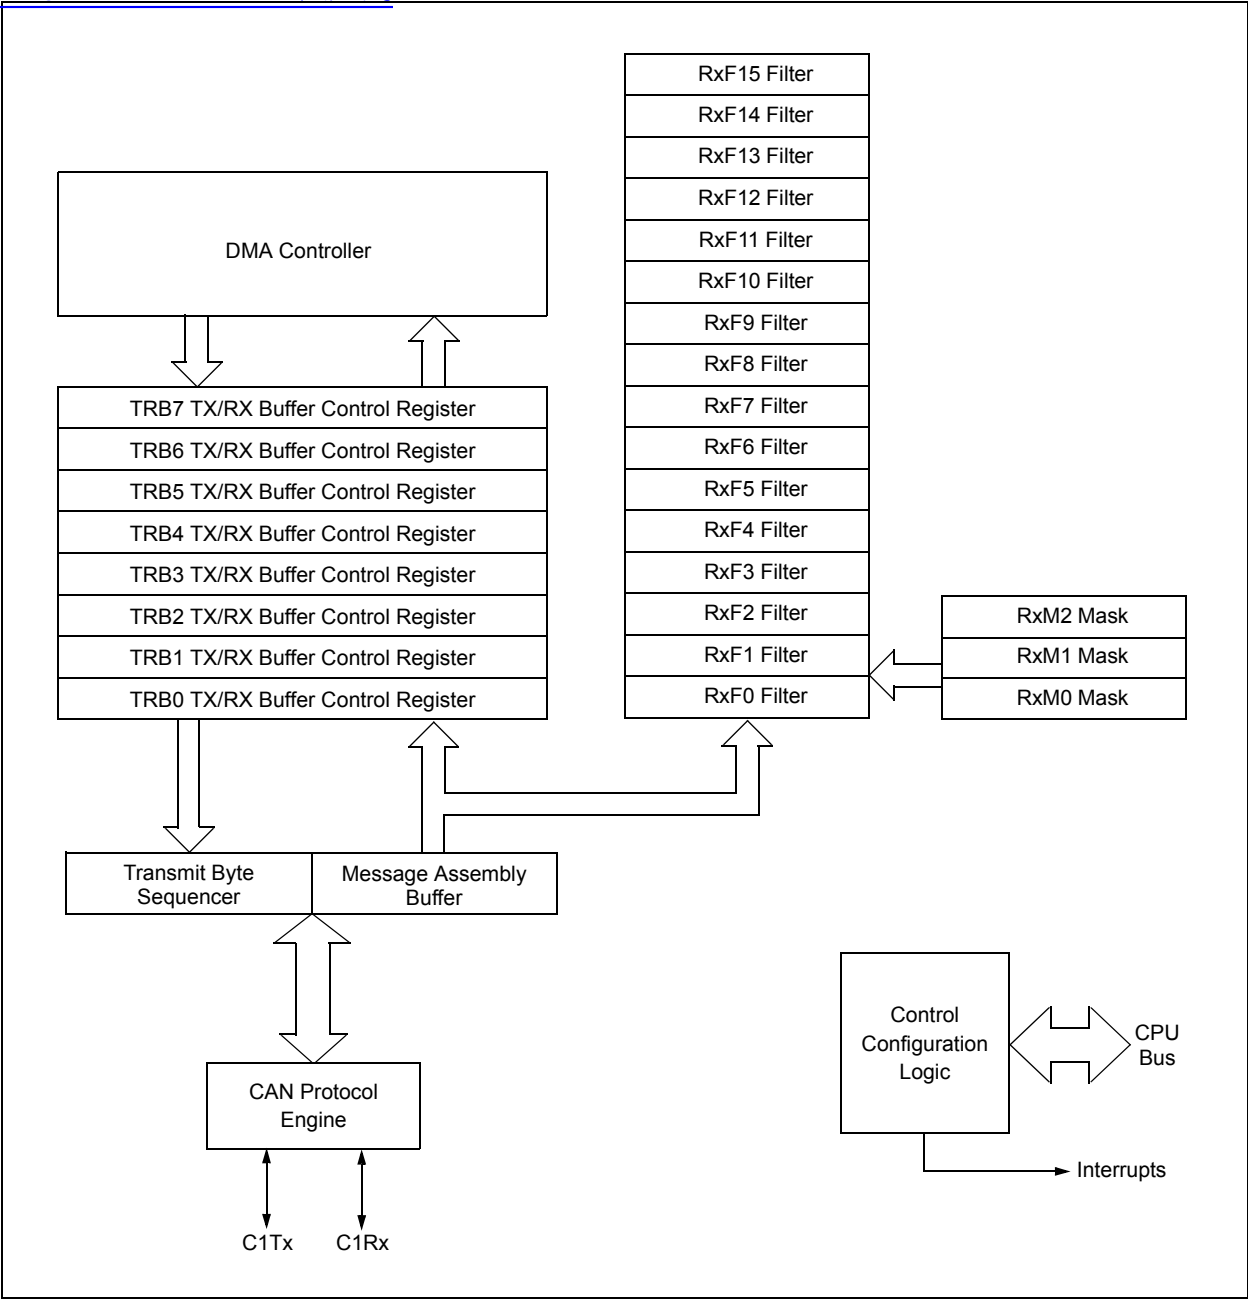 RxF15 Filter
RxF14 Filter
RxF13 Filter
RxF12 Filter
RxF11 Filter
RxF10 Filter
RxF9 Filter
RxF8 Filter
RxF7 Filter
RxF6 Filter
RxF5 Filter
RxF4 Filter
RxF3 Filter
RxF2 Filter
RxF1 Filter
RxF0 Filter
DMA Controller
TRB7 TX/RX Buffer Control Register
TRB6 TX/RX Buffer Control Register
TRB5 TX/RX Buffer Control Register
TRB4 TX/RX Buffer Control Register
TRB3 TX/RX Buffer Control Register
TRB2 TX/RX Buffer Control Register
TRB1 TX/RX Buffer Control Register
TRB0 TX/RX Buffer Control Register
RxM2 Mask
RxM1 Mask
RxM0 Mask
Transmit Byte
Sequencer
Message Assembly
Buffer
Control
Configuration
Logic
CPU
Bus
CAN Protocol
Engine
Interrupts
C1Tx
C1Rx